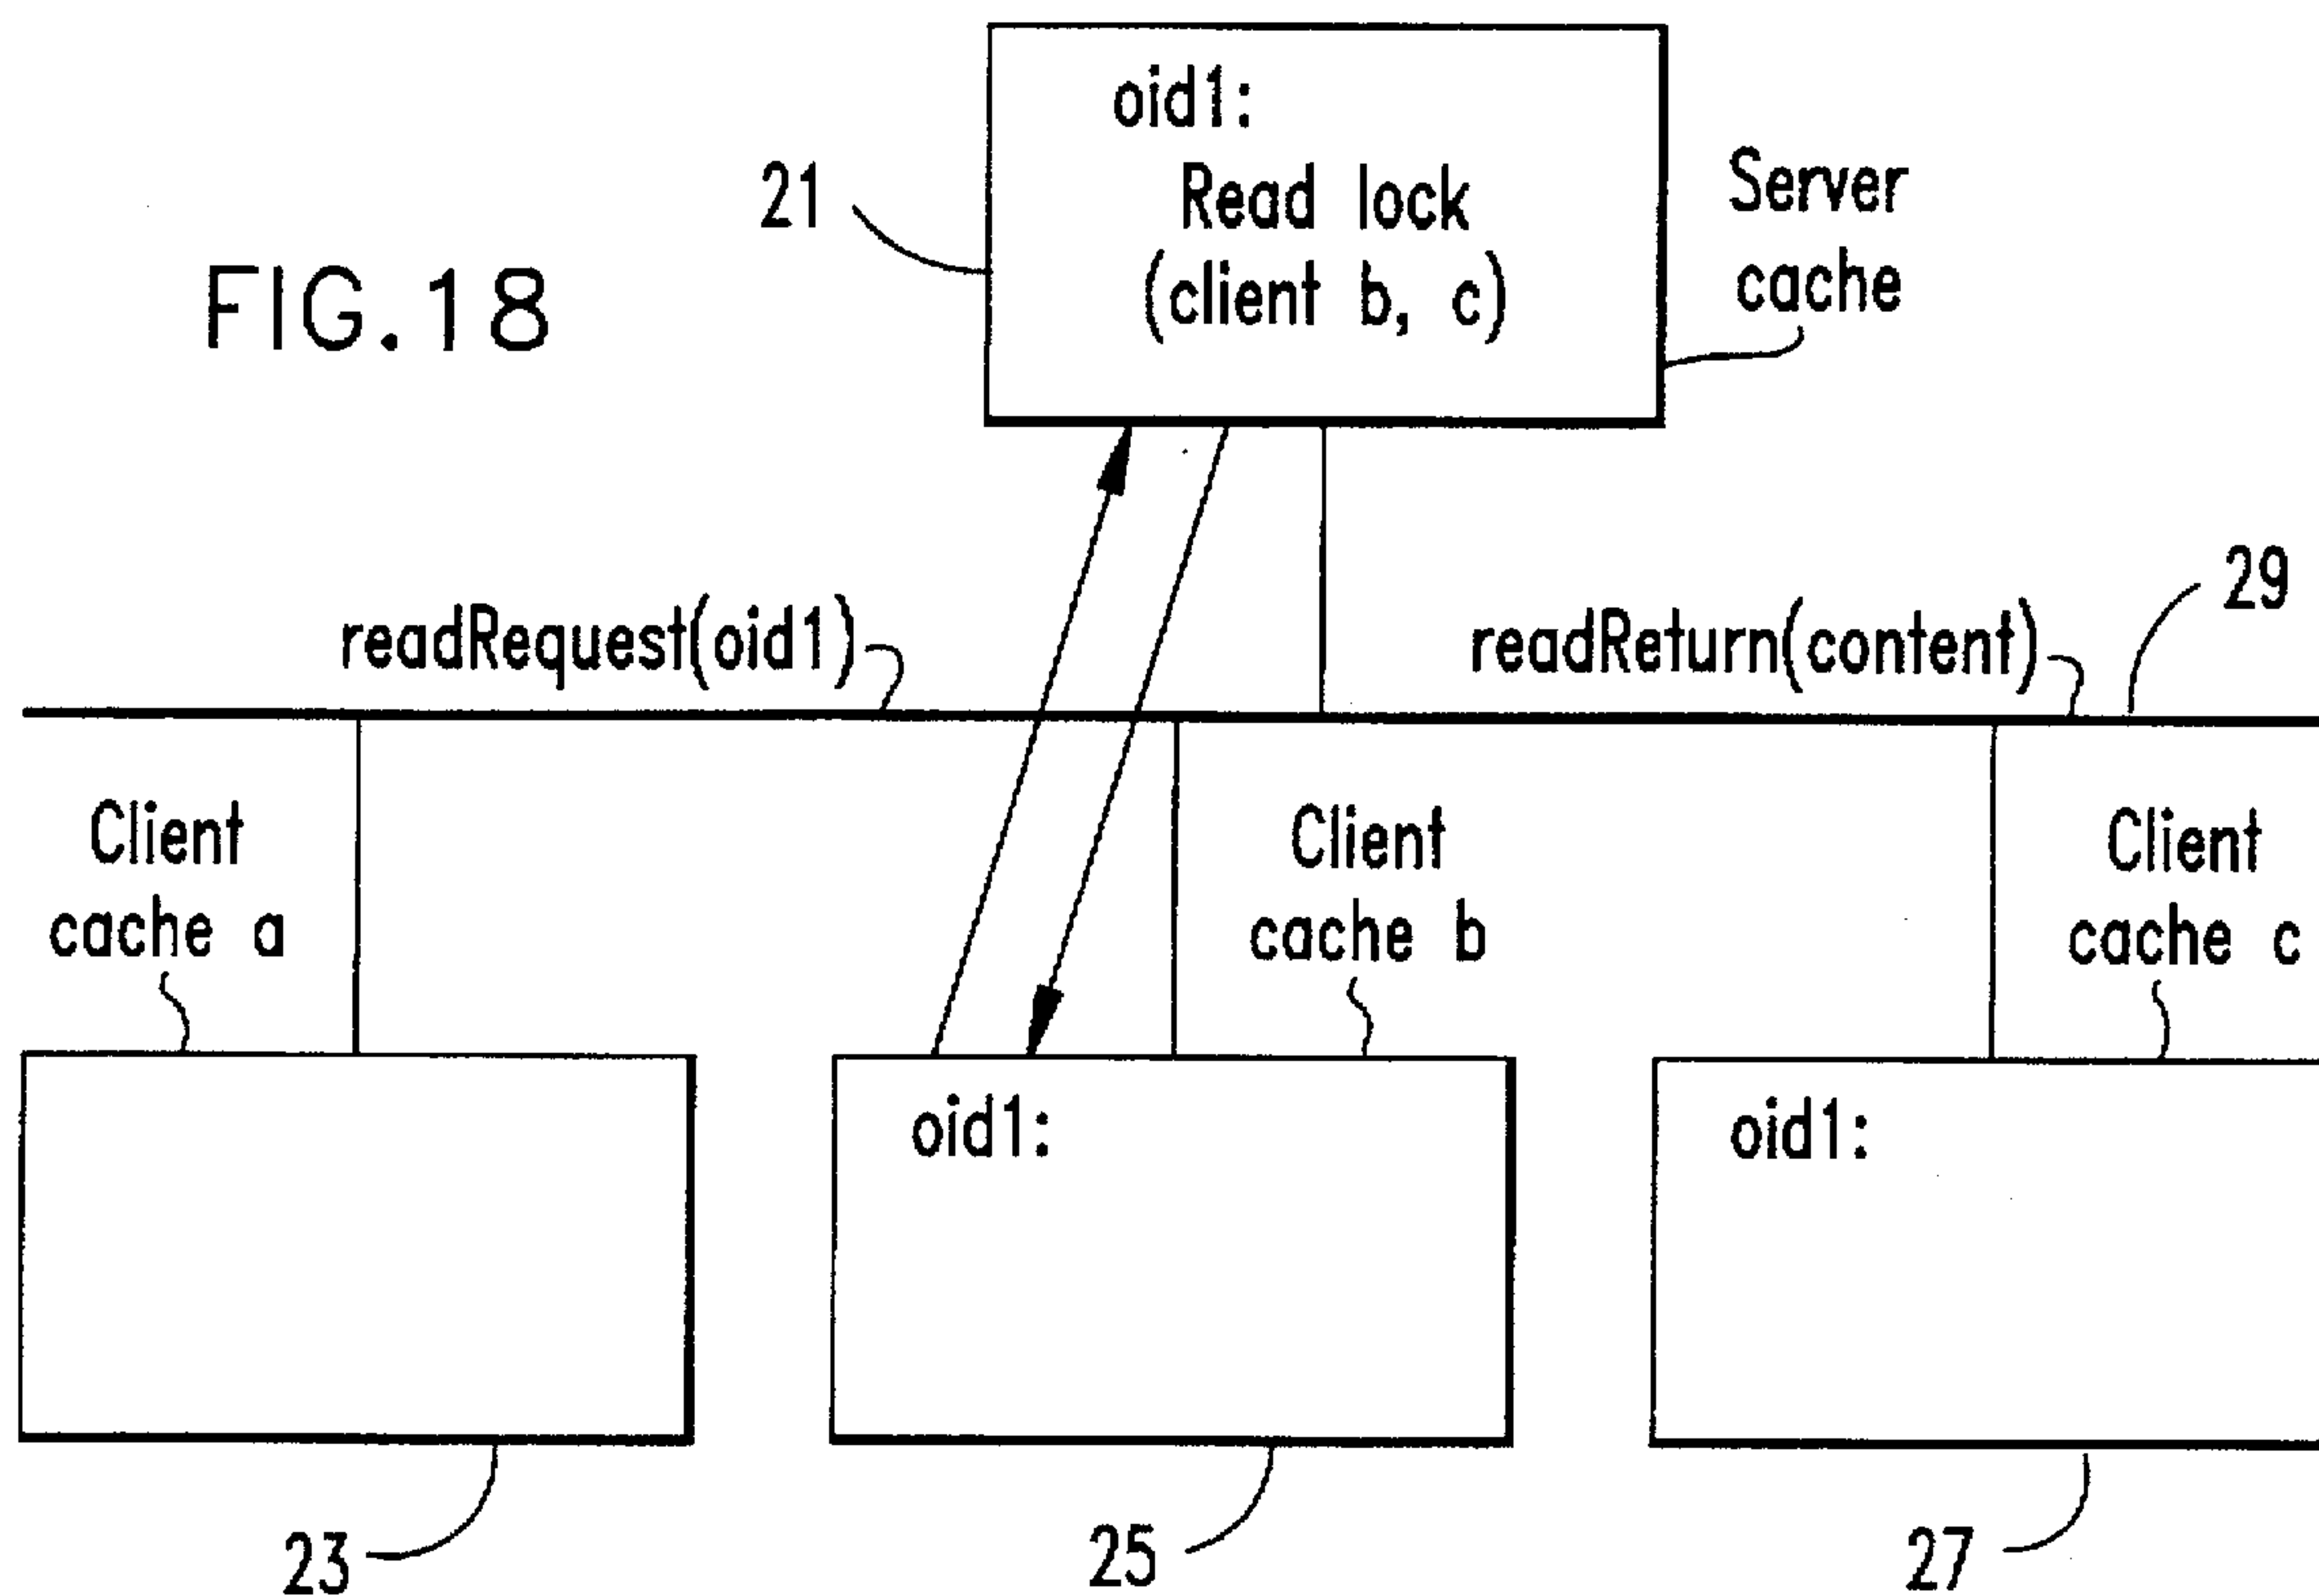 oid1:
21
Read lock
(client b, c)
Server
cache
FIG.18
29
readRequest(oid1)
readReturn(content)
Client
cache a
Client
cache b
Client
cache c
oid1:
oid1:
23
25
27